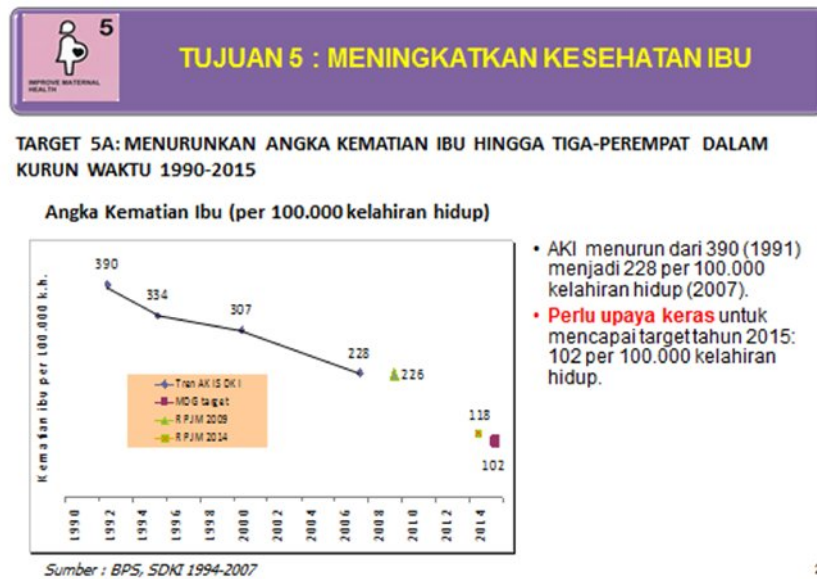 5
IMPROVE MATERNAL
HEALTH
TUJUAN 5 : MENINGKATKAN KESEHATAN IBU
TARGET 5A: MENURUNKAN ANGKA KEMATIAN IBU HINGGA TIGA-PEREMPAT DALAM
KURUN WAKTU 1990-2015
Angka Kematian Ibu (per 100.000 kelahiran hidup)
Kematian ibu per 100.000 k.h.
390
334
307
228
226
118
102
Tren AKI SDKI
MDG target
RPJM 2009
RPJM 2014
1990
1992
1994
1996
1998
2000
2002
2004
2006
2008
2010
2012
2014
• AKI menurun dari 390 (1991)
menjadi 228 per 100.000
kelahiran hidup (2007).
• Perlu upaya keras untuk
mencapai target tahun 2015:
102 per 100.000 kelahiran
hidup.
Sumber : BPS, SDKI 1994-2007